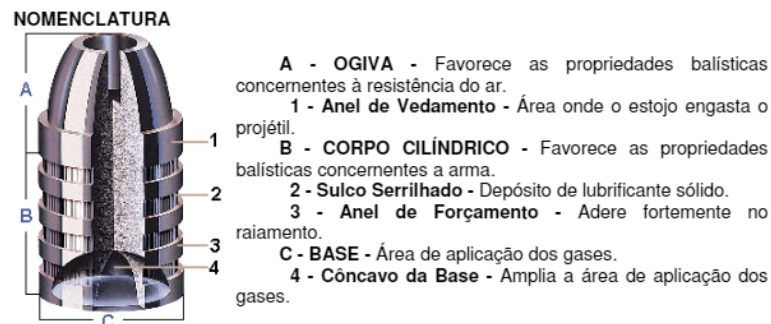 NOMENCLATURA
A
B
C
1
2
3
4
A - OGIVA - Favorece as propriedades balísticas
concernentes à resistência do ar.
1 - Anel de Vedamento - Área onde o estojo engasta o
projétil.
B - CORPO CILÍNDRICO - Favorece as propriedades
balísticas concernentes a arma.
2 - Sulco Serrilhado - Depósito de lubrificante sólido.
3 - Anel de Forçamento - Adere fortemente no
raiamento.
C - BASE - Área de aplicação dos gases.
4 - Côncavo da Base - Amplia a área de aplicação dos
gases.